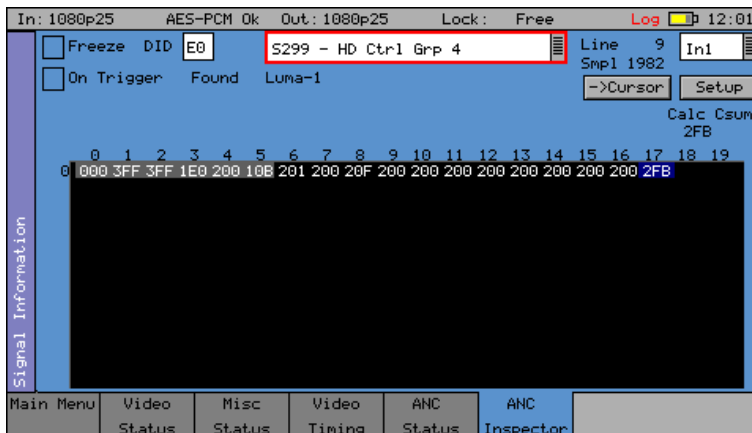 In:1080p25 AES-PCM Ok Out:1080p25 Lock: Free Log 12:01
Freeze DID E0 S299 - HD Ctrl Grp 4 Line 9 In1
Smpl 1982
On Trigger Found Luma-1
->Cursor Setup
Calc Csum
2FB
0 1 2 3 4 5 6 7 8 9 10 11 12 13 14 15 16 17 18 19
0 000 3FF 3FF 1E0 200 10B 201 200 20F 200 200 200 200 200 200 200 200 2FB
Signal Information
Main Menu Video Misc Video ANC ANC
Status Status Timing Status Inspector